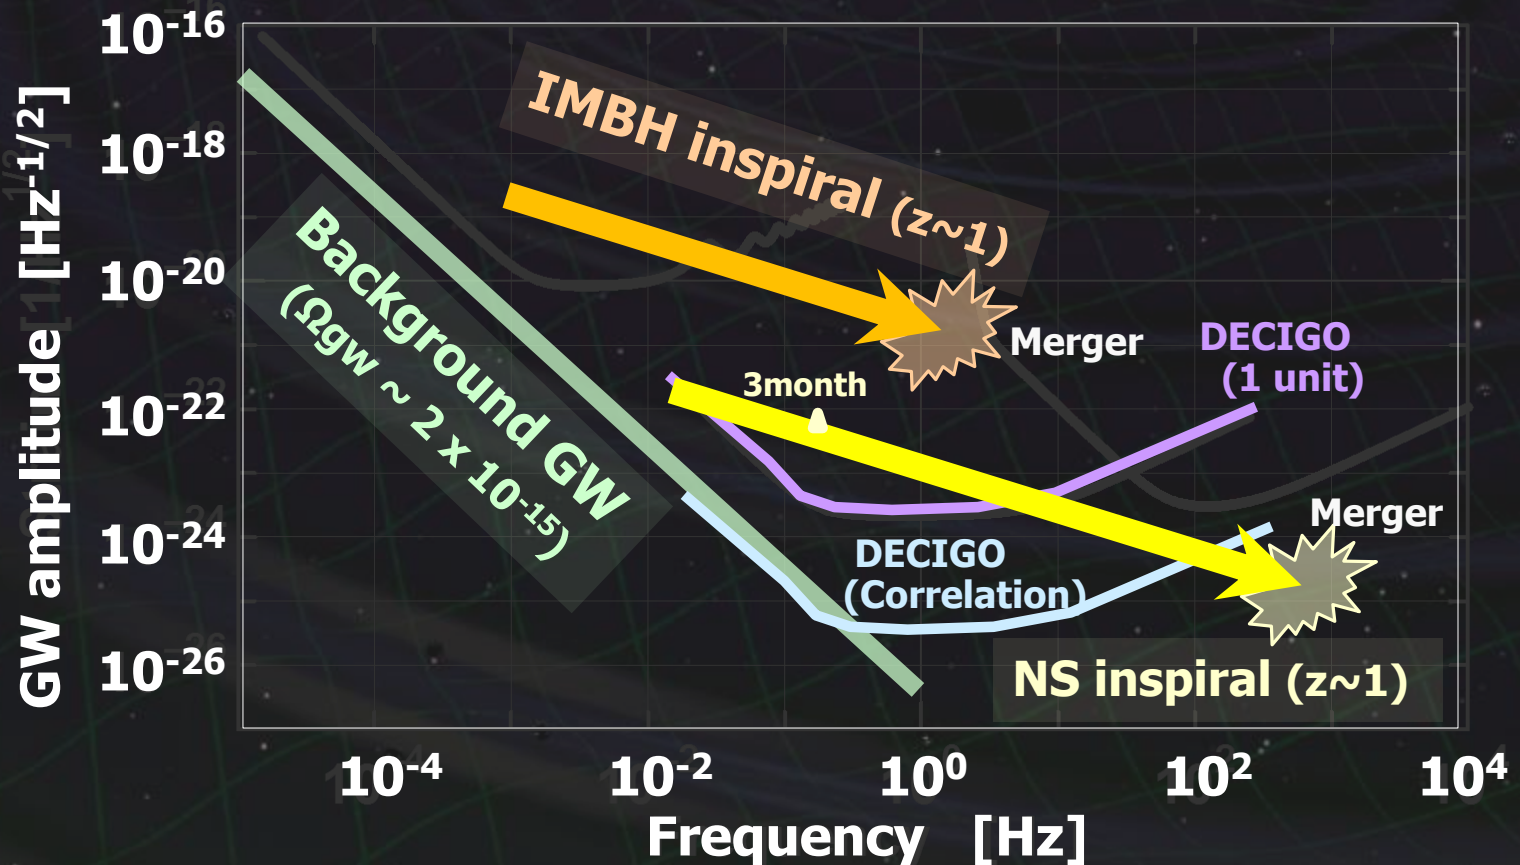 10⁻¹⁶
10⁻¹⁸
10⁻²⁰
10⁻²²
10⁻²⁴
10⁻²⁶
GW amplitude [Hz⁻¹ᐟ²]
IMBH inspiral (z~1)
Merger
Background GW
(Ωgw ~ 2 x 10⁻¹⁵)
3month
DECIGO
(1 unit)
DECIGO
(Correlation)
Merger
NS inspiral (z~1)
10⁻⁴
10⁻²
10⁰
10²
10⁴
Frequency [Hz]